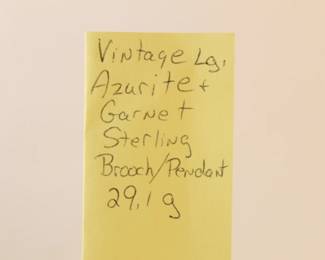 Vintage Lg.
Azurite +
Garnet
Sterling
Brooch/Pendant
29.1 g